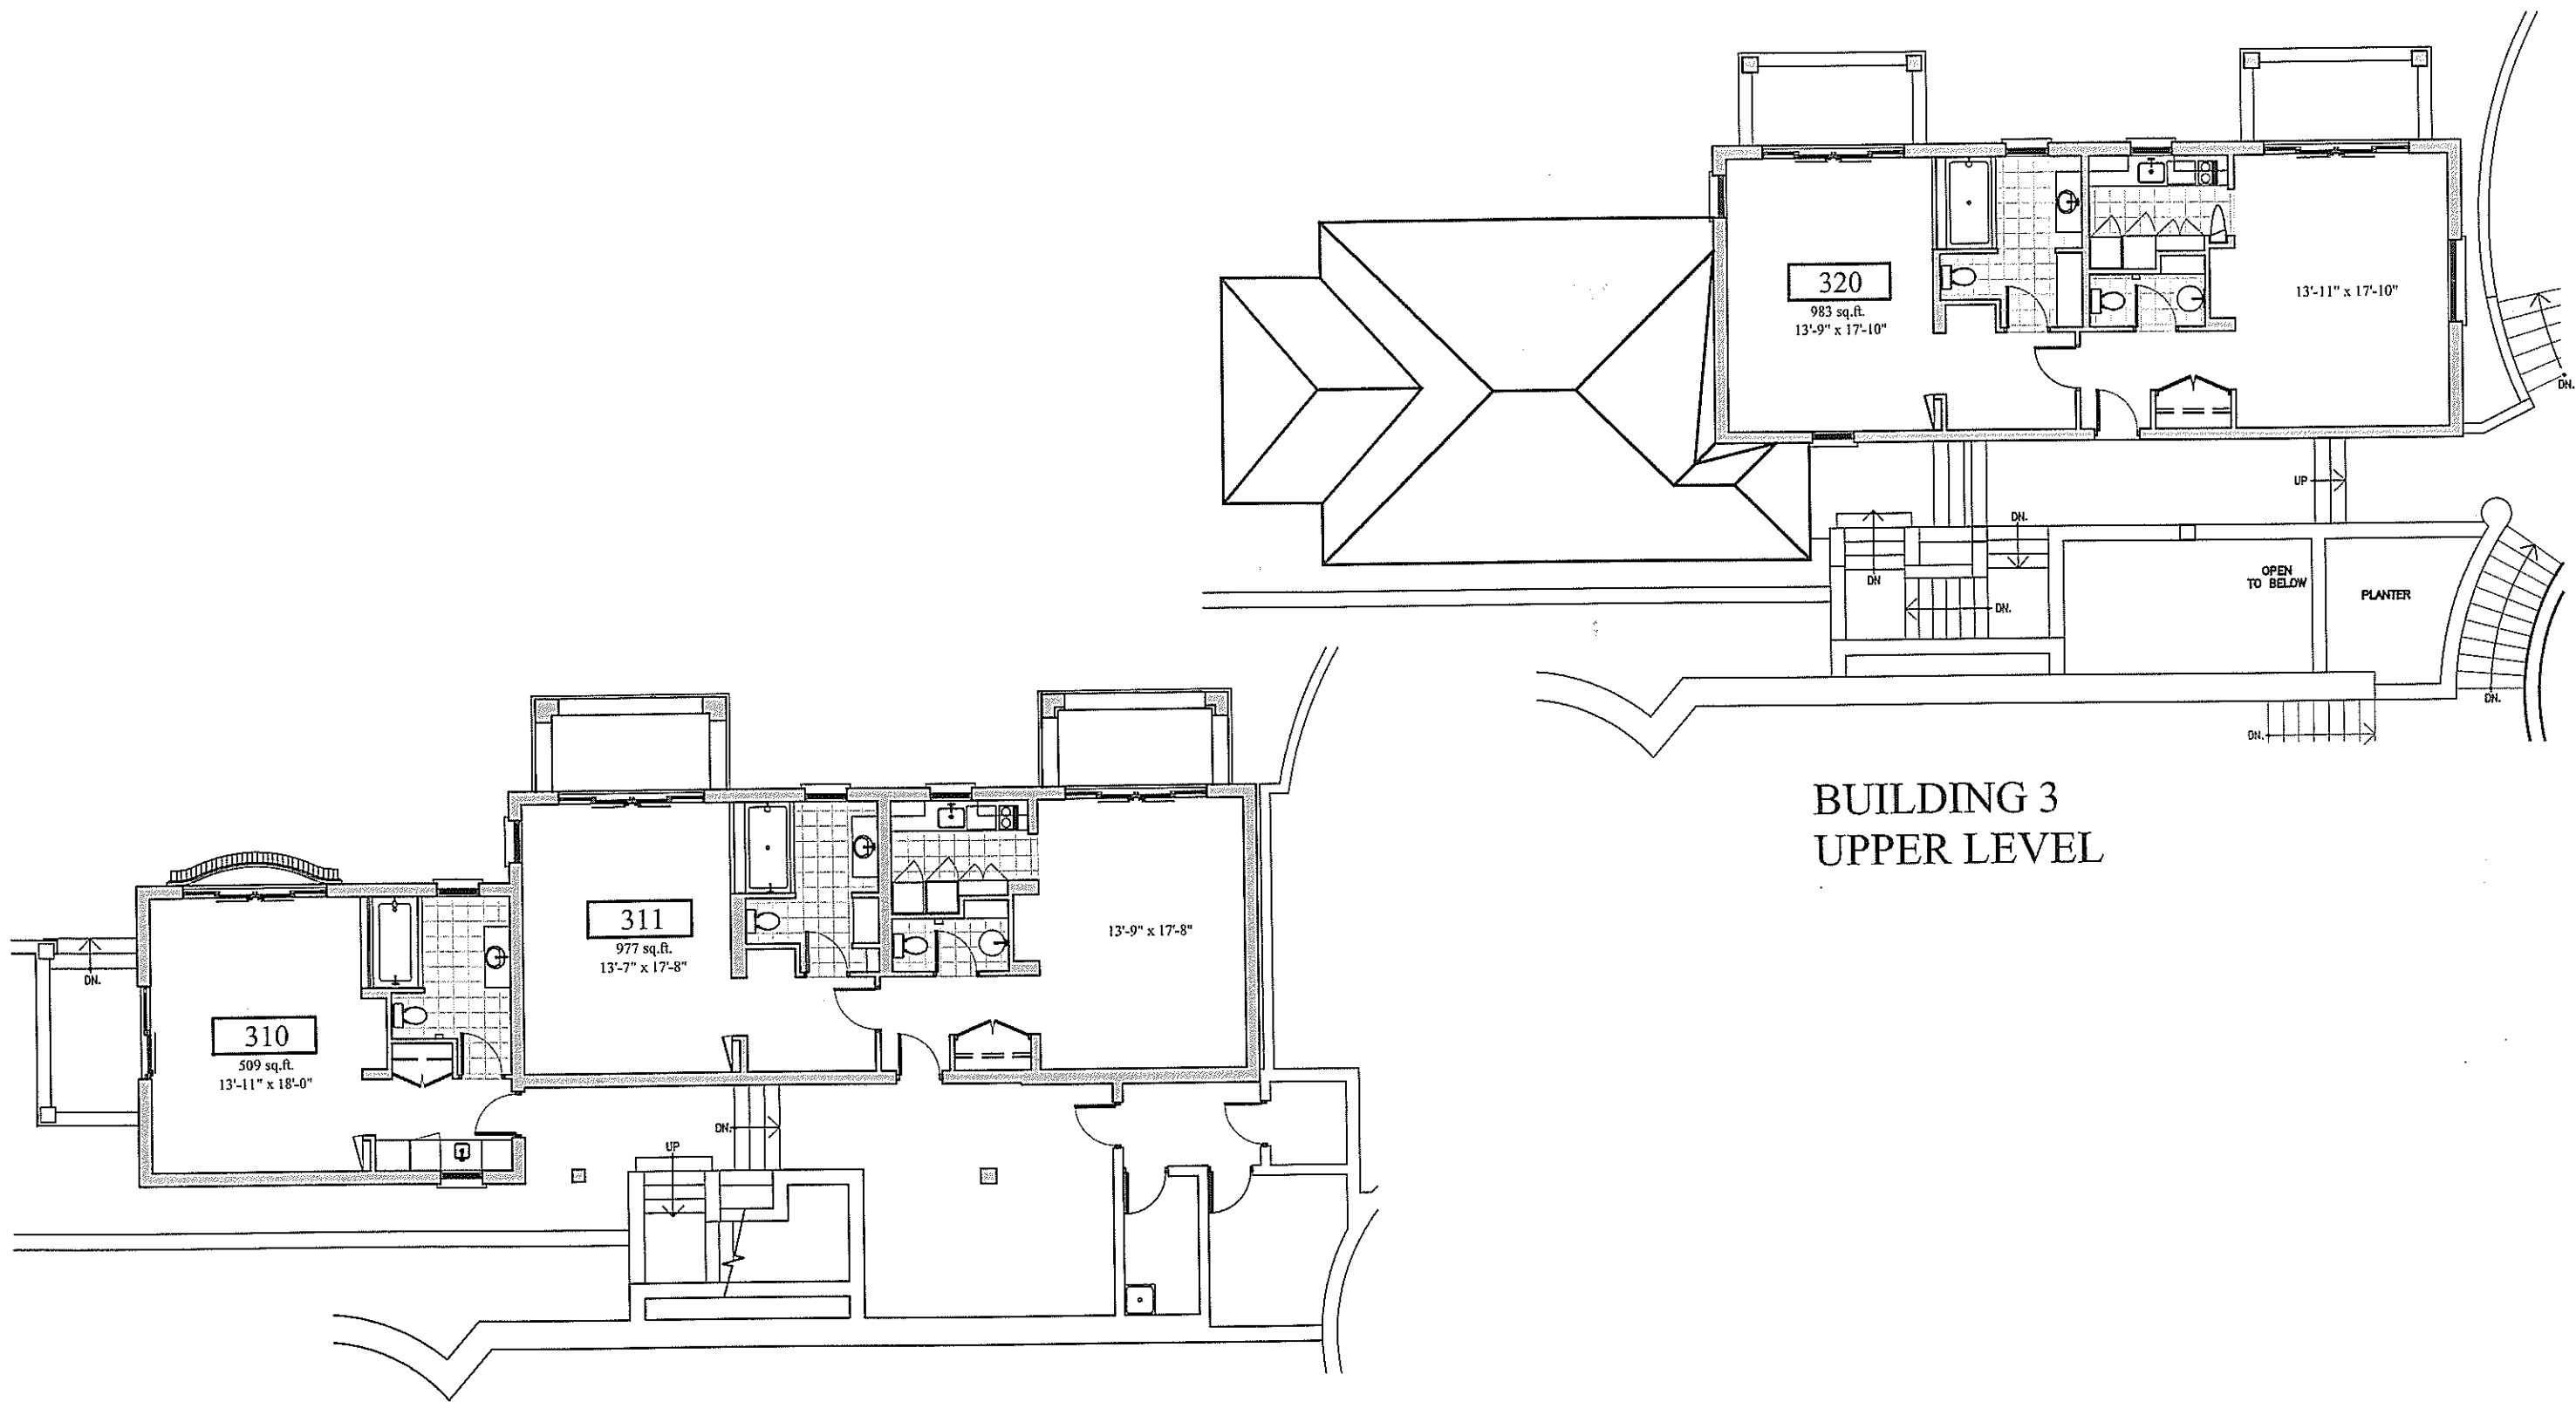 320
983 sq.ft.
13'-9" x 17'-10"
13'-11" x 17'-10"
DN.
UP
DN.
DN
DN.
OPEN
TO BELOW
PLANTER
DN.
DN.
BUILDING 3
UPPER LEVEL
311
977 sq.ft.
13'-7" x 17'-8"
13'-9" x 17'-8"
DN.
310
509 sq.ft.
13'-11" x 18'-0"
DN.
UP